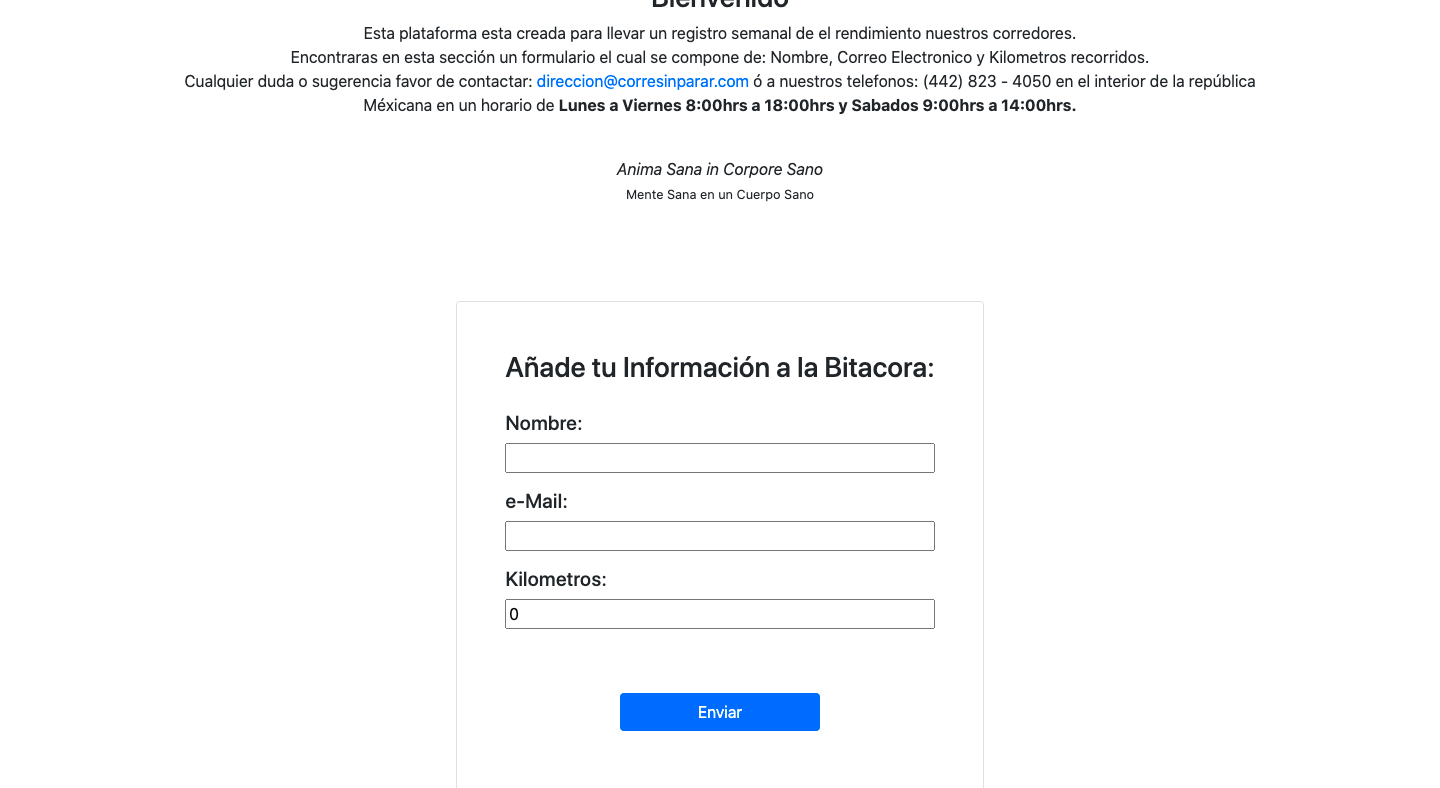 Bienvenido
Esta plataforma esta creada para llevar un registro semanal de el rendimiento nuestros corredores.
Encontraras en esta sección un formulario el cual se compone de: Nombre, Correo Electronico y Kilometros recorridos.
Cualquier duda o sugerencia favor de contactar: direccion@corresinparar.com ó a nuestros telefonos: (442) 823 - 4050 en el interior de la república
Méxicana en un horario de Lunes a Viernes 8:00hrs a 18:00hrs y Sabados 9:00hrs a 14:00hrs.
Anima Sana in Corpore Sano
Mente Sana en un Cuerpo Sano
Añade tu Información a la Bitacora:
Nombre:
e-Mail:
Kilometros:
0
Enviar